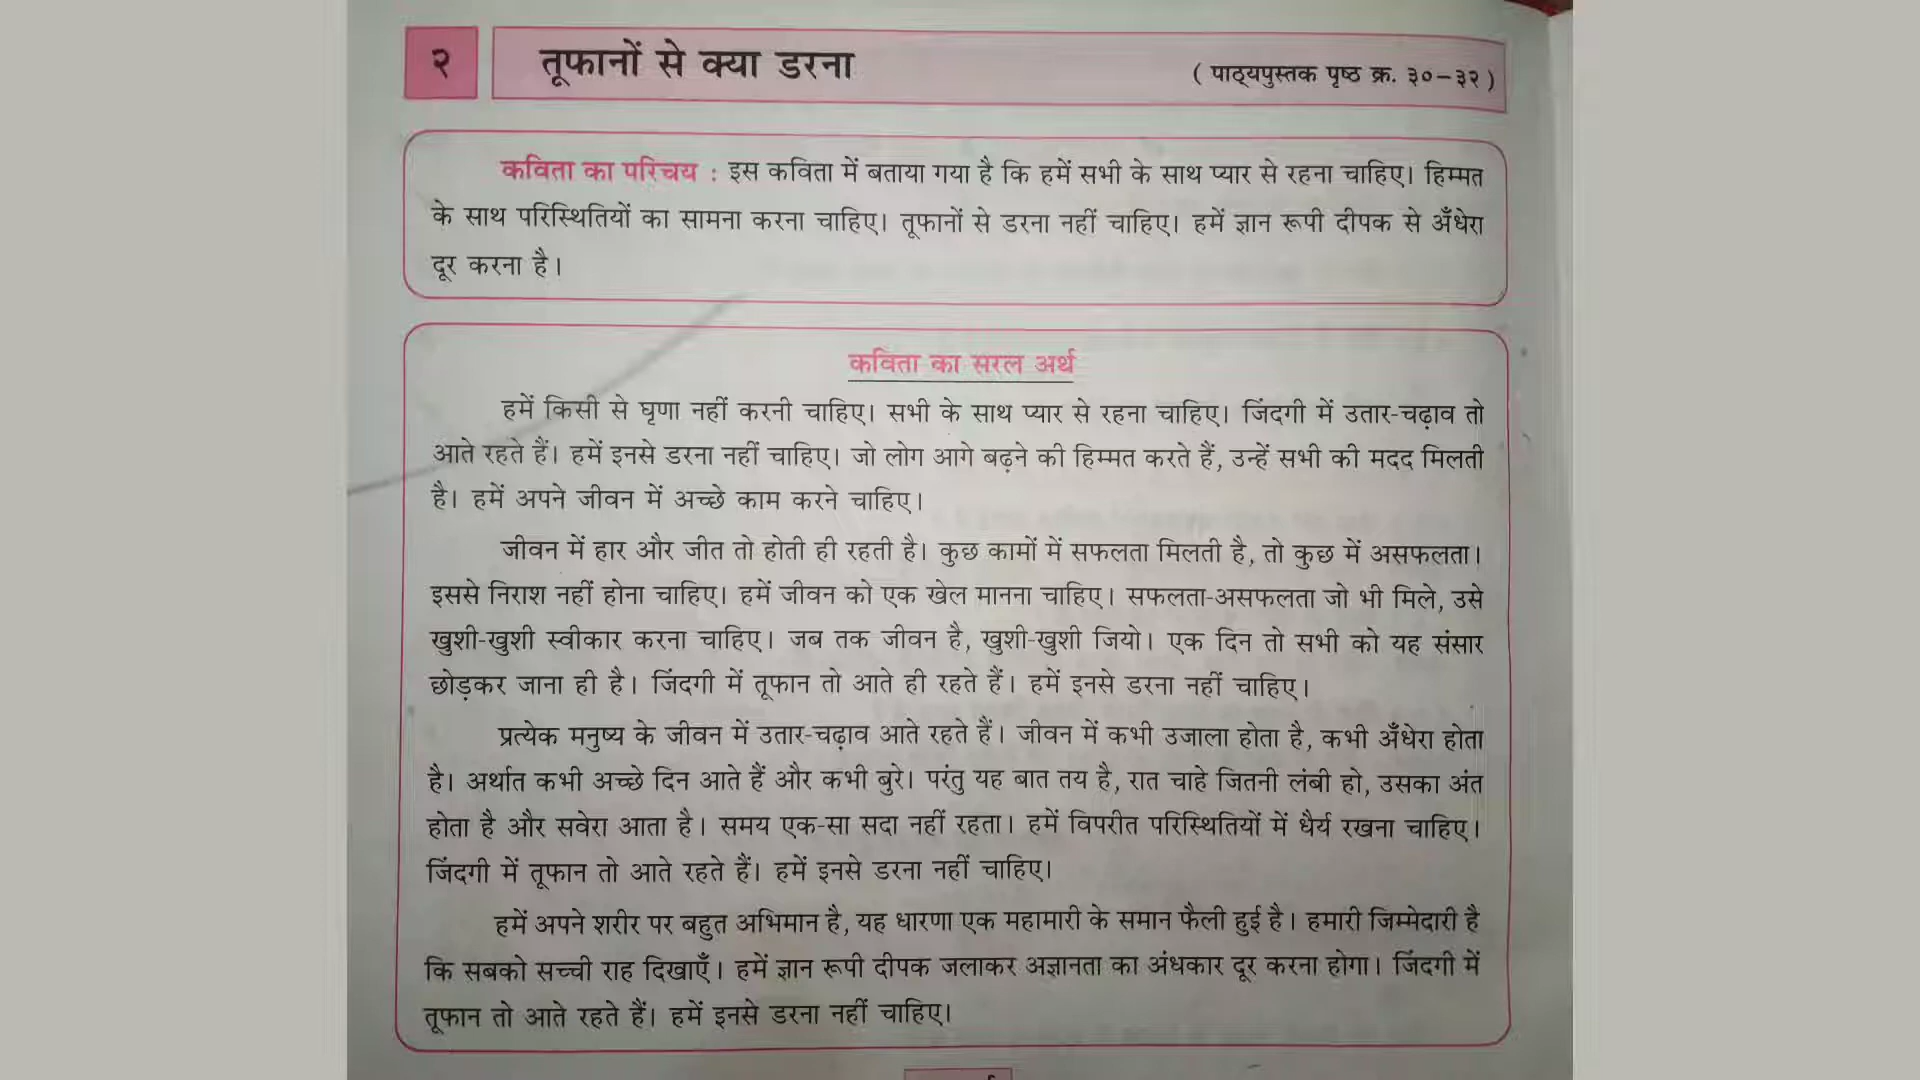 २ तूफानों से क्या डरना ( पाठ्यपुस्तक पृष्ठ क्र. ३०–३२ )
कविता का परिचय : इस कविता में बताया गया है कि हमें सभी के साथ प्यार से रहना चाहिए। हिम्मत
के साथ परिस्थितियों का सामना करना चाहिए। तूफानों से डरना नहीं चाहिए। हमें ज्ञान रूपी दीपक से अँधेरा
दूर करना है।
कविता का सरल अर्थ
हमें किसी से घृणा नहीं करनी चाहिए। सभी के साथ प्यार से रहना चाहिए। जिंदगी में उतार-चढ़ाव तो
आते रहते हैं। हमें इनसे डरना नहीं चाहिए। जो लोग आगे बढ़ने की हिम्मत करते हैं, उन्हें सभी की मदद मिलती
है। हमें अपने जीवन में अच्छे काम करने चाहिए।
जीवन में हार और जीत तो होती ही रहती है। कुछ कामों में सफलता मिलती है, तो कुछ में असफलता।
इससे निराश नहीं होना चाहिए। हमें जीवन को एक खेल मानना चाहिए। सफलता-असफलता जो भी मिले, उसे
खुशी-खुशी स्वीकार करना चाहिए। जब तक जीवन है, खुशी-खुशी जियो। एक दिन तो सभी को यह संसार
छोड़कर जाना ही है। जिंदगी में तूफान तो आते ही रहते हैं। हमें इनसे डरना नहीं चाहिए।
प्रत्येक मनुष्य के जीवन में उतार-चढ़ाव आते रहते हैं। जीवन में कभी उजाला होता है, कभी अँधेरा होता
है। अर्थात कभी अच्छे दिन आते हैं और कभी बुरे। परंतु यह बात तय है, रात चाहे जितनी लंबी हो, उसका अंत
होता है और सवेरा आता है। समय एक-सा सदा नहीं रहता। हमें विपरीत परिस्थितियों में धैर्य रखना चाहिए।
जिंदगी में तूफान तो आते रहते हैं। हमें इनसे डरना नहीं चाहिए।
हमें अपने शरीर पर बहुत अभिमान है, यह धारणा एक महामारी के समान फैली हुई है। हमारी जिम्मेदारी है
कि सबको सच्ची राह दिखाएँ। हमें ज्ञान रूपी दीपक जलाकर अज्ञानता का अंधकार दूर करना होगा। जिंदगी में
तूफान तो आते रहते हैं। हमें इनसे डरना नहीं चाहिए।